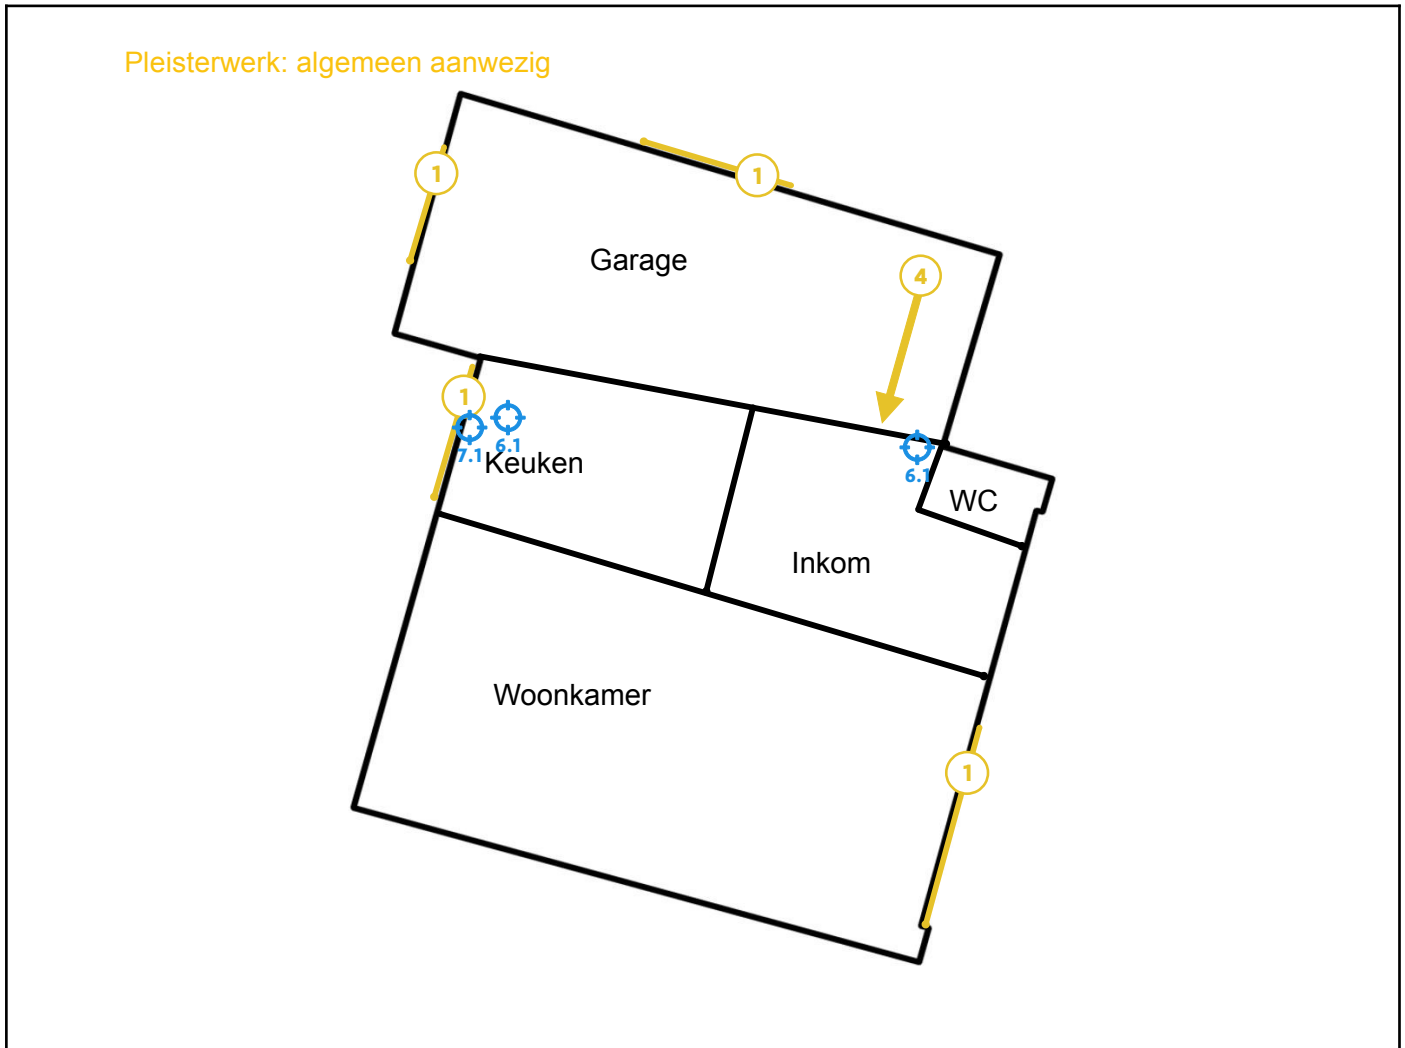 Pleisterwerk: algemeen aanwezig
1
1
Garage
4
1
7.1
6.1
Keuken
6.1
WC
Inkom
Woonkamer
1